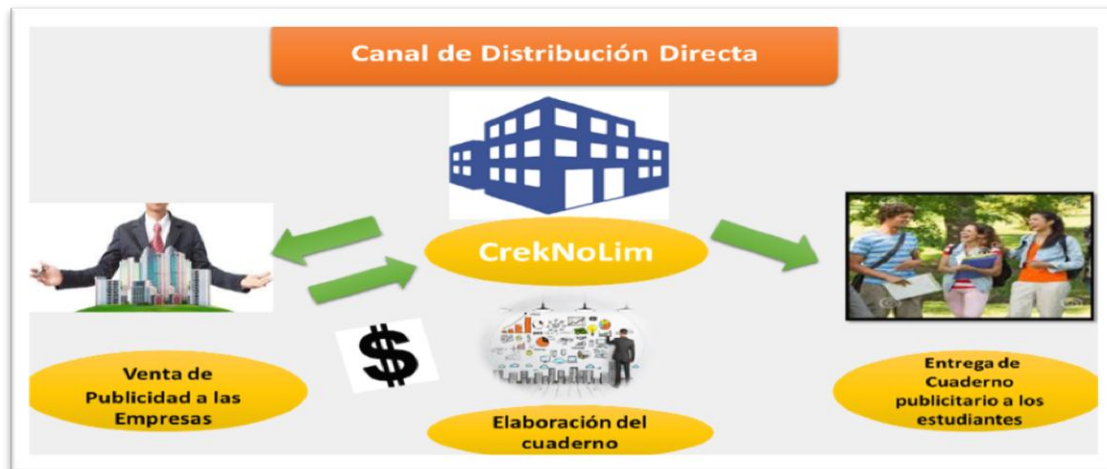 Canal de Distribución Directa
CrekNoLim
$
Venta de
Publicidad a las
Empresas
Elaboración del
cuaderno
Entrega de
Cuaderno
publicitario a los
estudiantes